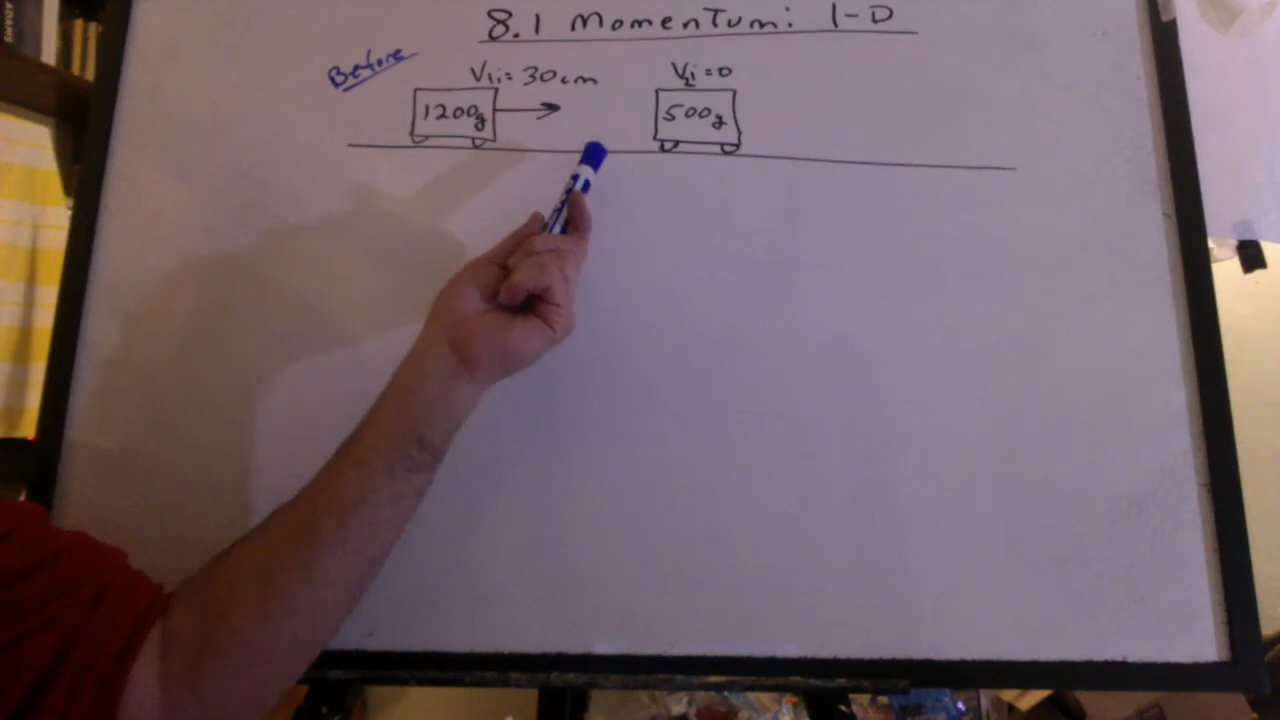 8.1 Momentum: 1-D
Before
V1i = 30cm
V2i = 0
1200g
500g